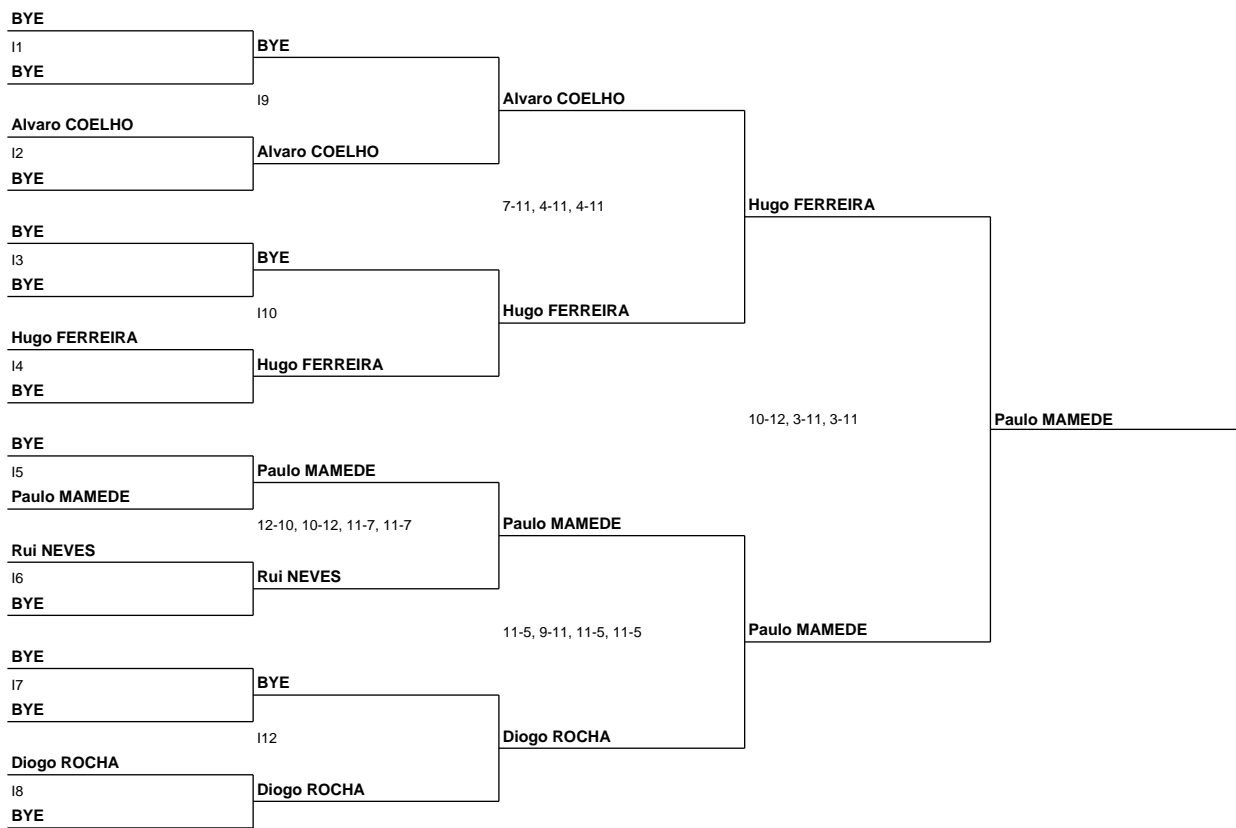 BYE
I1
BYE
BYE
I9
Alvaro COELHO
Alvaro COELHO
I2
Alvaro COELHO
BYE
7-11, 4-11, 4-11
Hugo FERREIRA
BYE
I3
BYE
BYE
I10
Hugo FERREIRA
Hugo FERREIRA
I4
Hugo FERREIRA
BYE
10-12, 3-11, 3-11
Paulo MAMEDE
BYE
I5
Paulo MAMEDE
Paulo MAMEDE
12-10, 10-12, 11-7, 11-7
Paulo MAMEDE
Rui NEVES
I6
Rui NEVES
BYE
11-5, 9-11, 11-5, 11-5
Paulo MAMEDE
BYE
I7
BYE
BYE
I12
Diogo ROCHA
Diogo ROCHA
I8
Diogo ROCHA
BYE